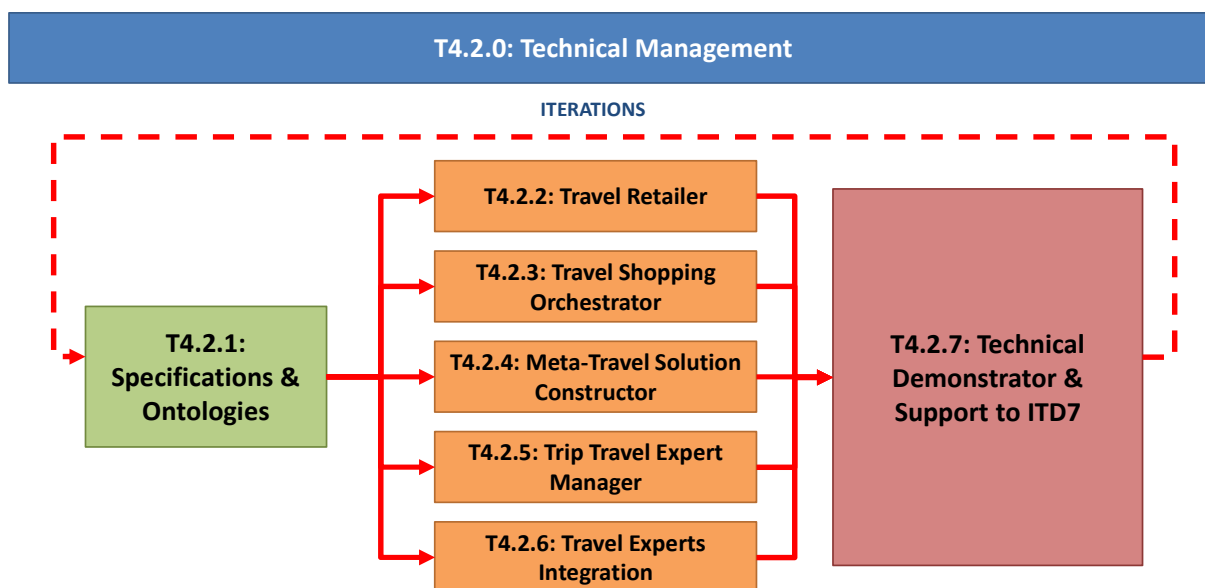 T4.2.0: Technical Management
ITERATIONS
T4.2.2: Travel Retailer
T4.2.3: Travel Shopping
Orchestrator
T4.2.1:
Specifications &
Ontologies
T4.2.4: Meta-Travel Solution
Constructor
T4.2.5: Trip Travel Expert
Manager
T4.2.6: Travel Experts
Integration
T4.2.7: Technical
Demonstrator &
Support to ITD7